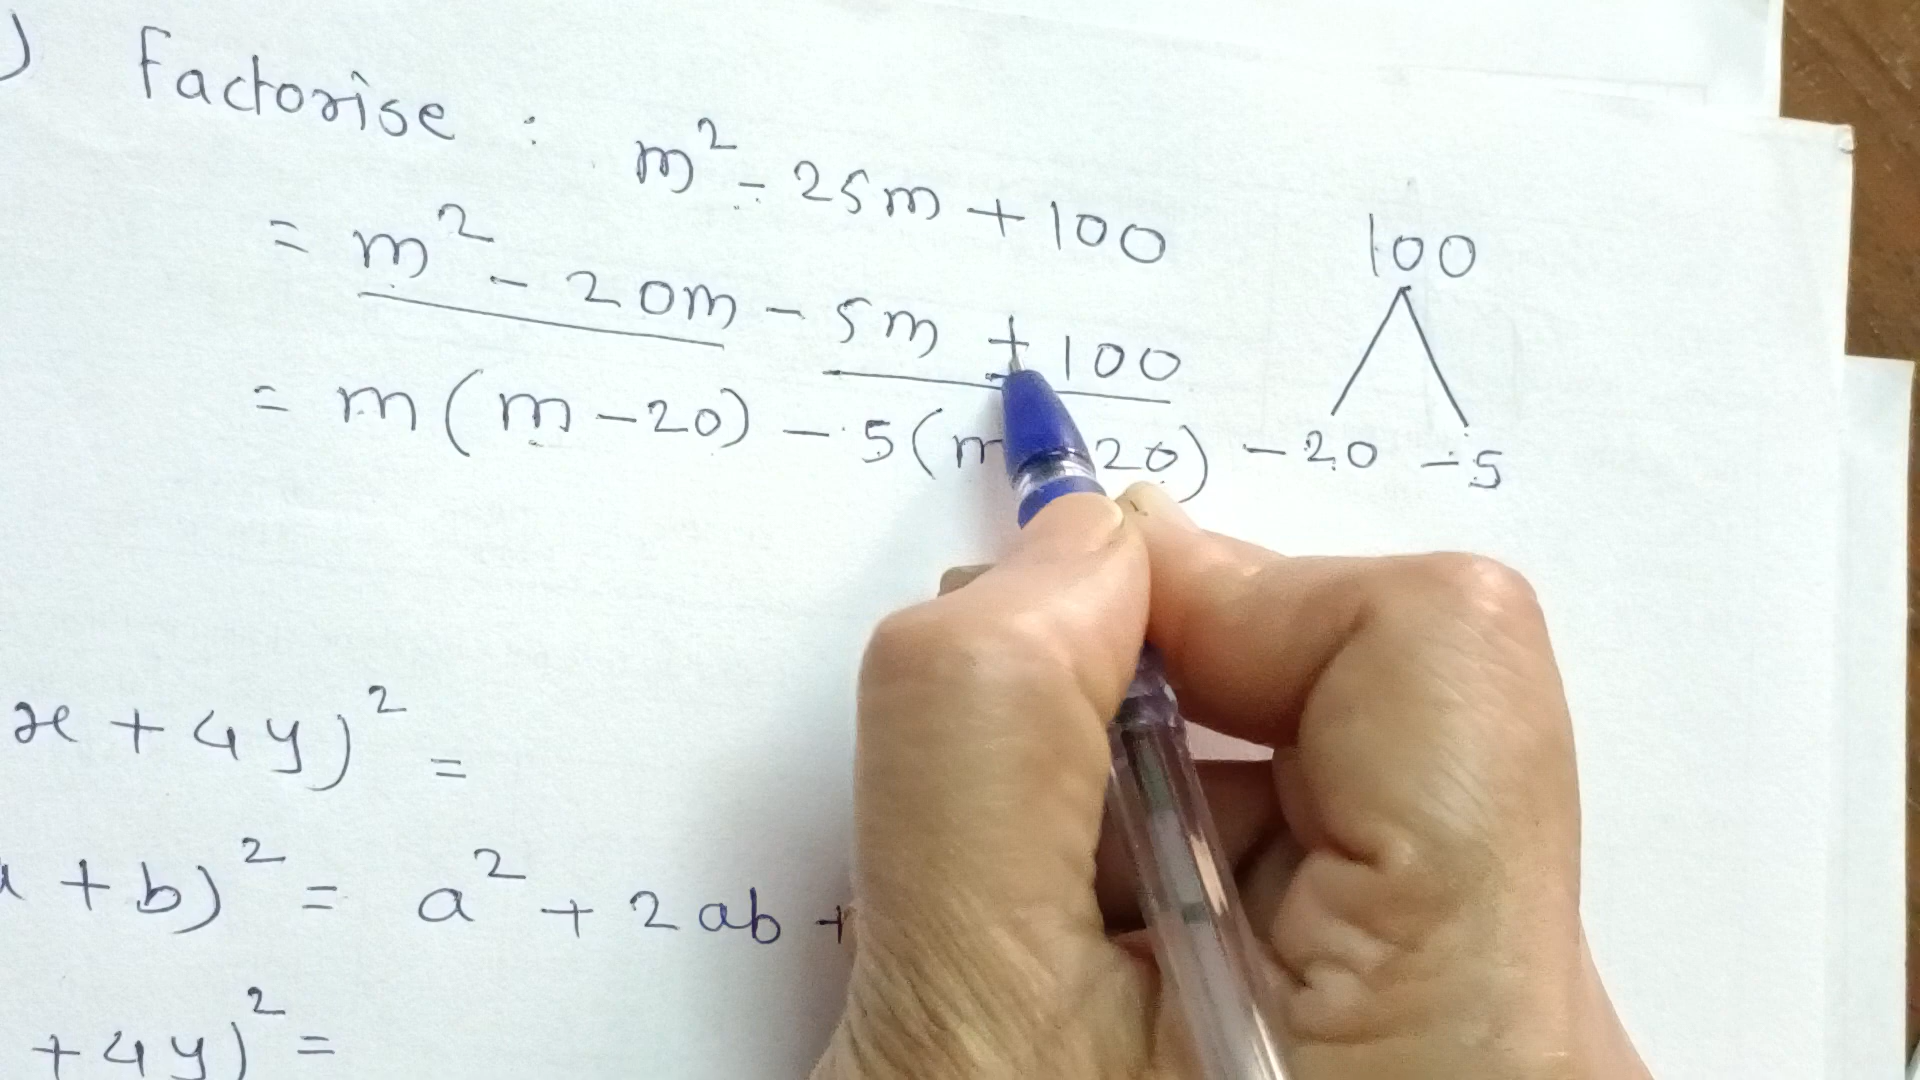 ) Factorise : m² - 25m + 100
= m² - 20m - 5m + 100
100
= m(m - 20) - 5(m 20)
-20 -5
x + 4y)² =
+ b)² = a² + 2ab +
+ 4y)² =